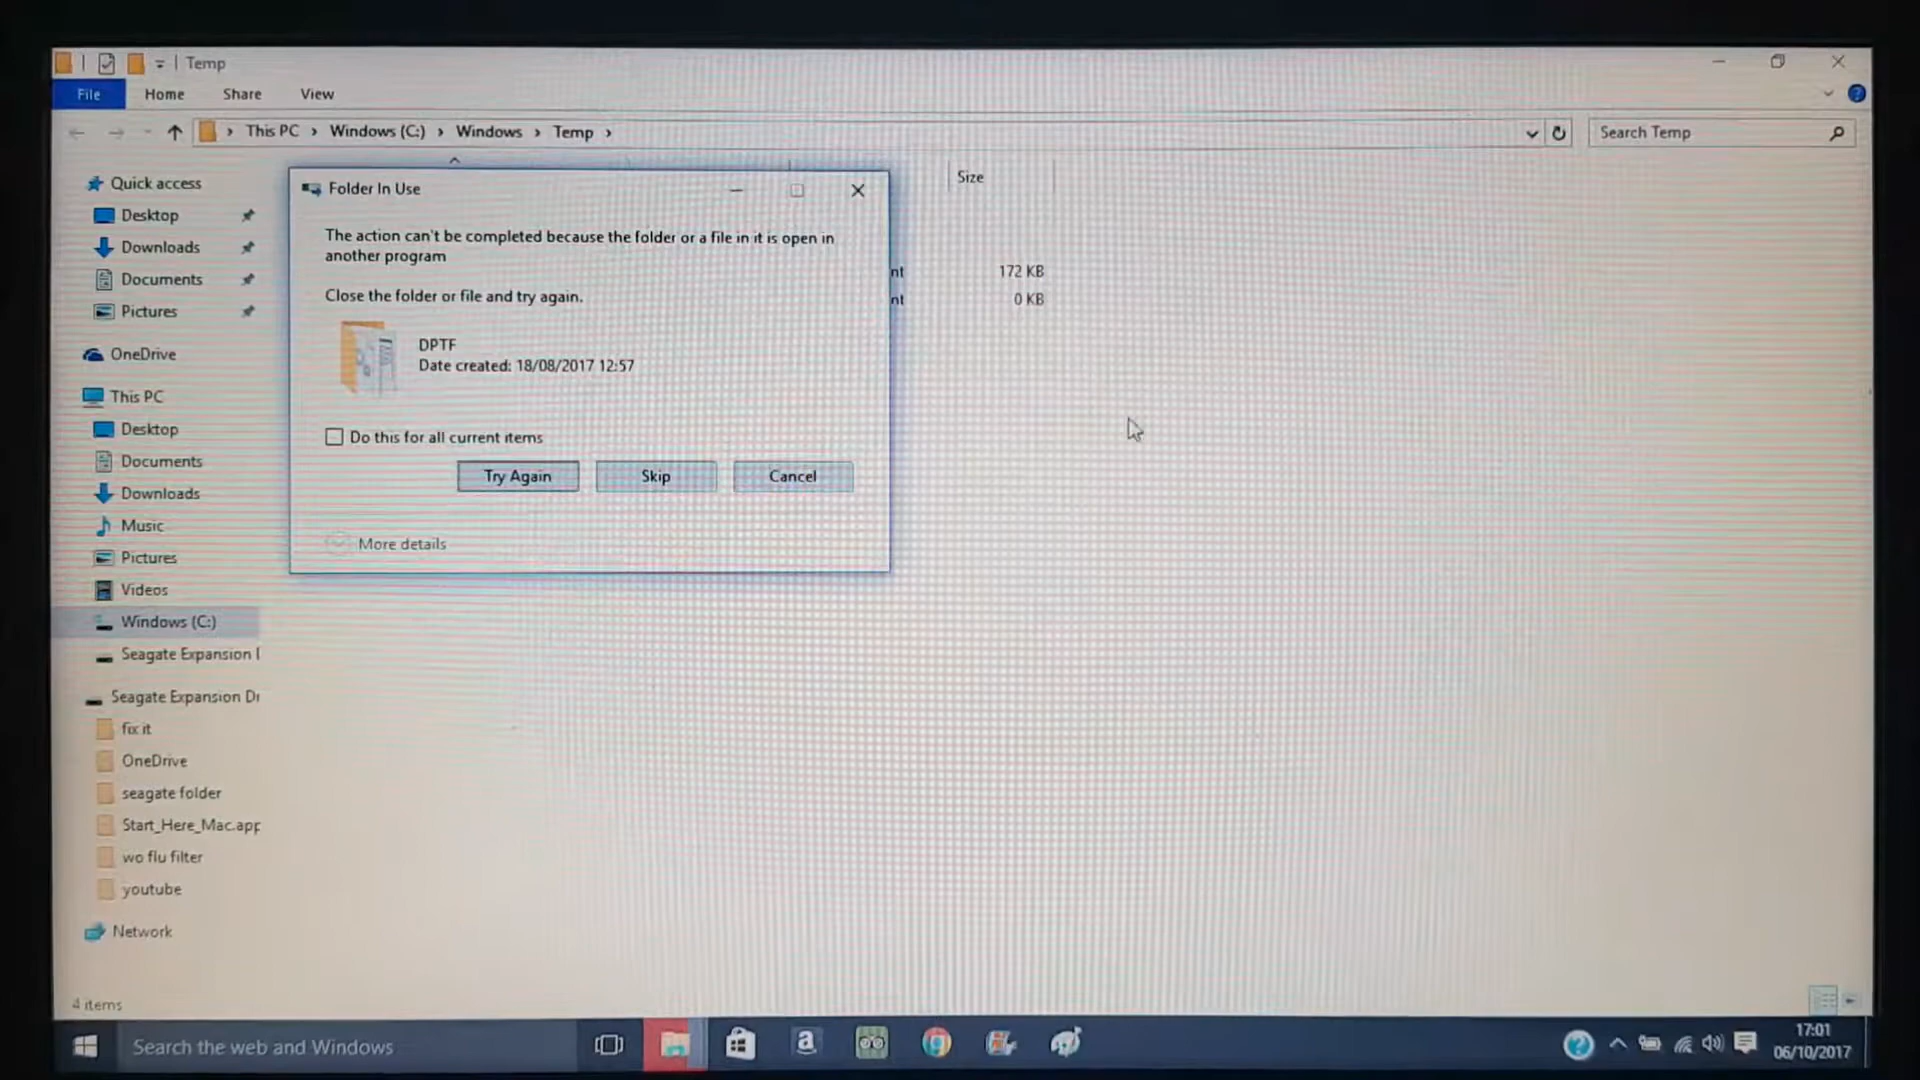 Temp
File Home Share View
This PC Windows (C:) Windows Temp
Search Temp
Size
Quick access
Desktop
Downloads
Documents
Pictures
OneDrive
This PC
Desktop
Documents
Downloads
Music
Pictures
Videos
Windows (C:)
Seagate Expansion
Seagate Expansion Dr
fix it
OneDrive
seagate folder
Start_Here_Mac.app
wo flu filter
youtube
Network
Folder In Use
The action can't be completed because the folder or a file in it is open in
another program
Close the folder or file and try again.
DPTF
Date created: 18/08/2017 12:57
Do this for all current items
Try Again Skip Cancel
More details
nt 172 KB
nt 0 KB
4 items
Search the web and Windows
17:01
06/10/2017